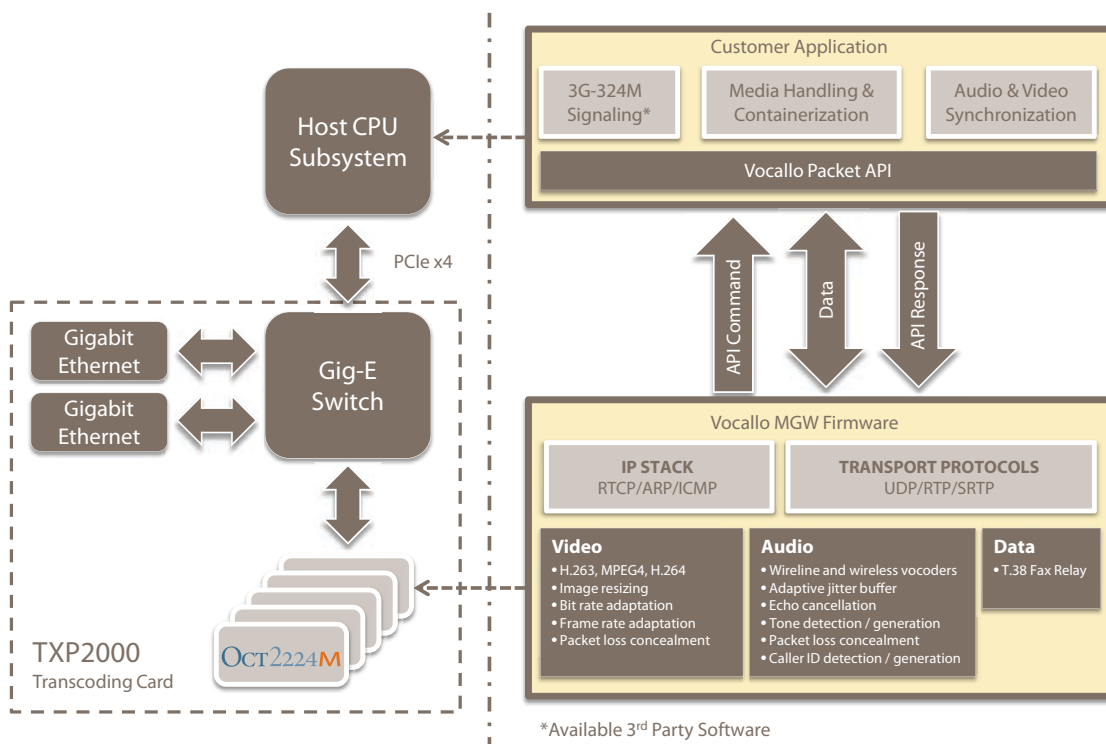 Host CPU
Subsystem
PCIe x4
Gigabit
Ethernet
Gigabit
Ethernet
Gig-E
Switch
OCT2224M
TXP2000
Transcoding Card
Customer Application
3G-324M
Signaling*
Media Handling &
Containerization
Audio & Video
Synchronization
Vocallo Packet API
API Command
Data
API Response
Vocallo MGW Firmware
IP STACK
RTCP/ARP/ICMP
TRANSPORT PROTOCOLS
UDP/RTP/SRTP
Video
• H.263, MPEG4, H.264
• Image resizing
• Bit rate adaptation
• Frame rate adaptation
• Packet loss concealment
Audio
• Wireline and wireless vocoders
• Adaptive jitter buffer
• Echo cancellation
• Tone detection / generation
• Packet loss concealment
• Caller ID detection / generation
Data
• T.38 Fax Relay
*Available 3rd Party Software